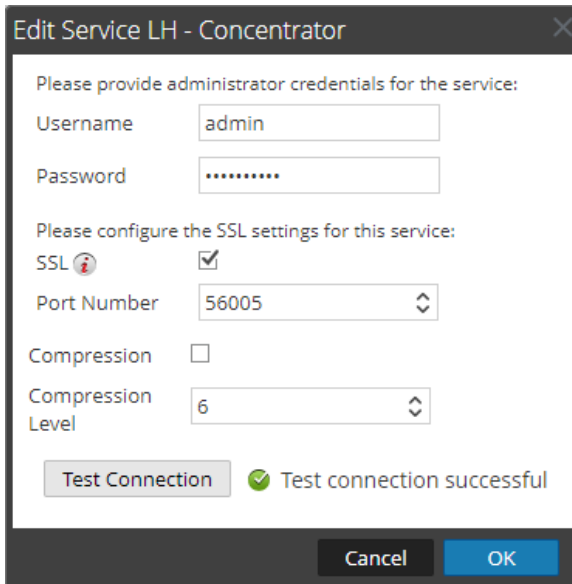 Edit Service LH - Concentrator
Please provide administrator credentials for the service:
Username admin
Password ••••••••••
Please configure the SSL settings for this service:
SSL i
Port Number 56005
Compression
Compression
Level 6
Test Connection Test connection successful
Cancel OK